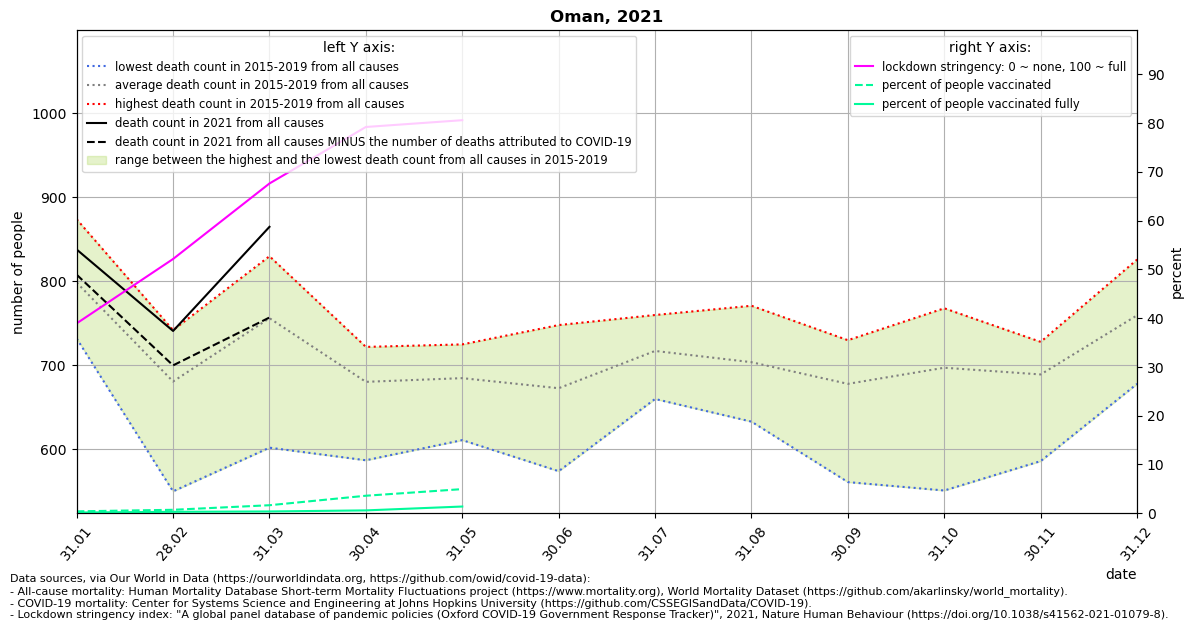 Oman, 2021
left Y axis:
lowest death count in 2015-2019 from all causes
average death count in 2015-2019 from all causes
highest death count in 2015-2019 from all causes
death count in 2021 from all causes
death count in 2021 from all causes MINUS the number of deaths attributed to COVID-19
range between the highest and the lowest death count from all causes in 2015-2019
right Y axis:
lockdown stringency: 0 ~ none, 100 ~ full
percent of people vaccinated
percent of people vaccinated fully
number of people
1000
900
800
700
600
percent
90
80
70
60
50
40
30
20
10
0
31.01
28.02
31.03
30.04
31.05
30.06
31.07
31.08
30.09
31.10
30.11
31.12
date
Data sources, via Our World in Data (https://ourworldindata.org, https://github.com/owid/covid-19-data):
- All-cause mortality: Human Mortality Database Short-term Mortality Fluctuations project (https://www.mortality.org), World Mortality Dataset (https://github.com/akarlinsky/world_mortality).
- COVID-19 mortality: Center for Systems Science and Engineering at Johns Hopkins University (https://github.com/CSSEGISandData/COVID-19).
- Lockdown stringency index: "A global panel database of pandemic policies (Oxford COVID-19 Government Response Tracker)", 2021, Nature Human Behaviour (https://doi.org/10.1038/s41562-021-01079-8).